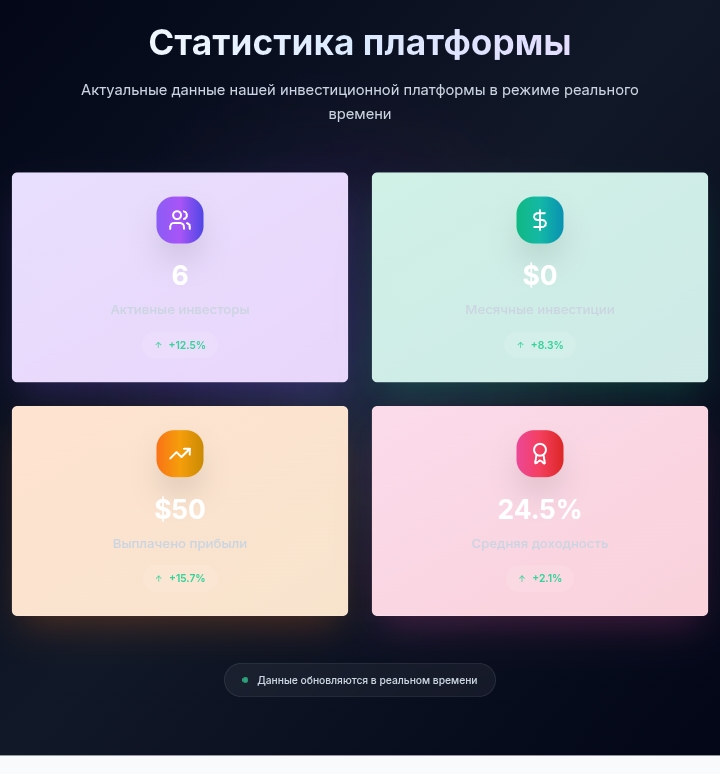 Статистика платформы
Актуальные данные нашей инвестиционной платформы в режиме реального
времени
6
Активные инвесторы
↑ +12.5%
$0
Месячные инвестиции
↑ +8.3%
$50
Выплачено прибыли
↑ +15.7%
24.5%
Средняя доходность
↑ +2.1%
Данные обновляются в реальном времени